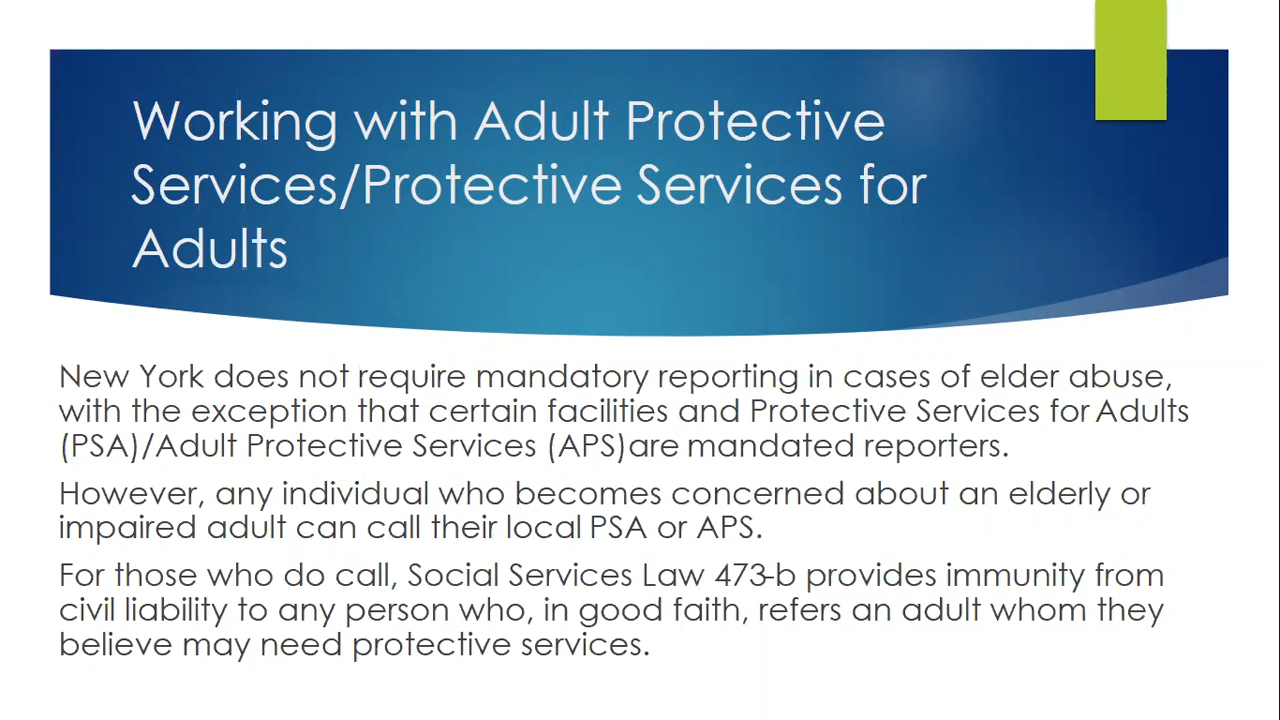 Working with Adult Protective
Services/Protective Services for
Adults
New York does not require mandatory reporting in cases of elder abuse,
with the exception that certain facilities and Protective Services for Adults
(PSA)/Adult Protective Services (APS)are mandated reporters.
However, any individual who becomes concerned about an elderly or
impaired adult can call their local PSA or APS.
For those who do call, Social Services Law 473-b provides immunity from
civil liability to any person who, in good faith, refers an adult whom they
believe may need protective services.